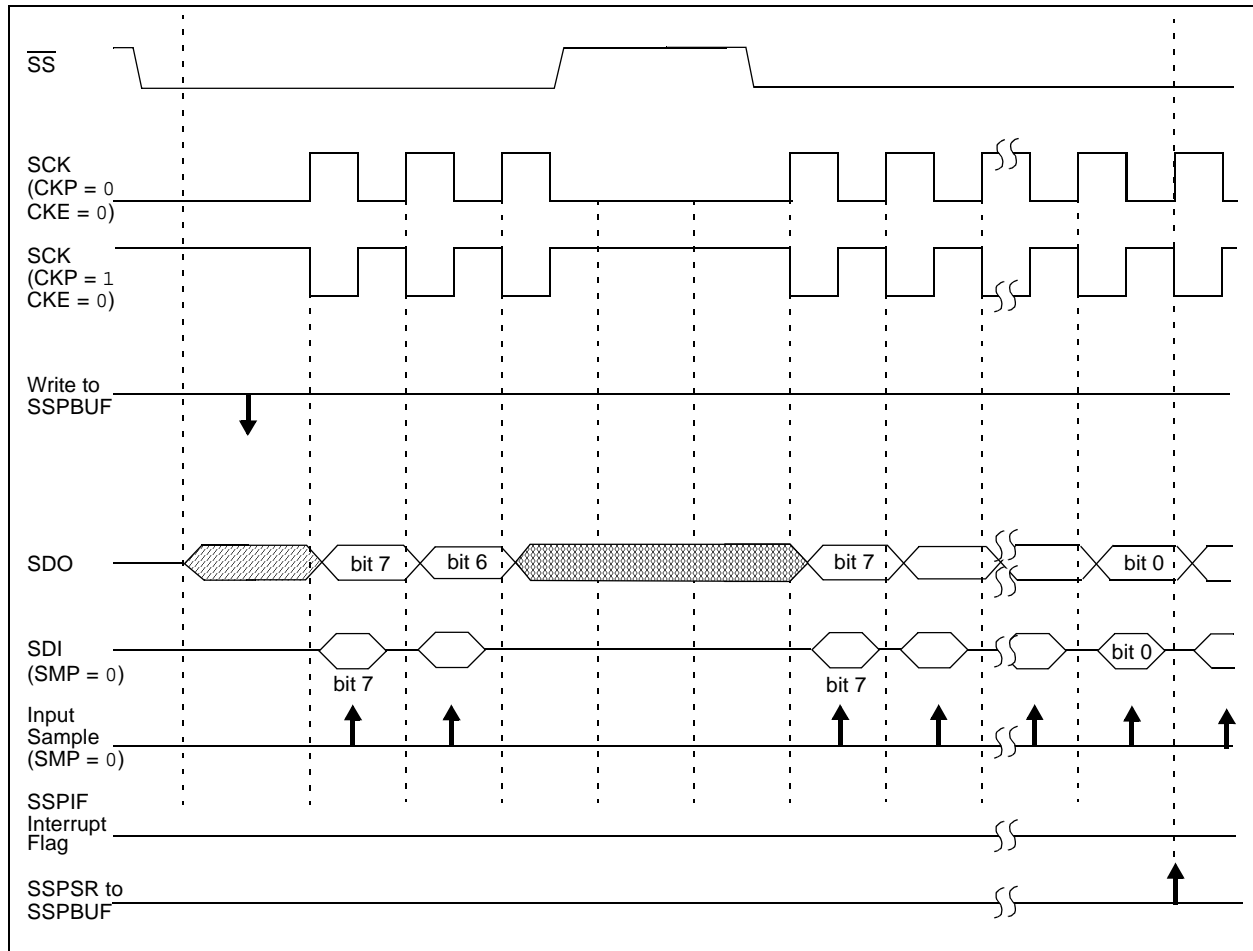 SS
SCK
(CKP = 0
CKE = 0)
SCK
(CKP = 1
CKE = 0)
Write to
SSPBUF
SDO
bit 7
bit 6
bit 7
bit 0
SDI
(SMP = 0)
bit 7
bit 7
bit 0
Input
Sample
(SMP = 0)
SSPIF
Interrupt
Flag
SSPSR to
SSPBUF